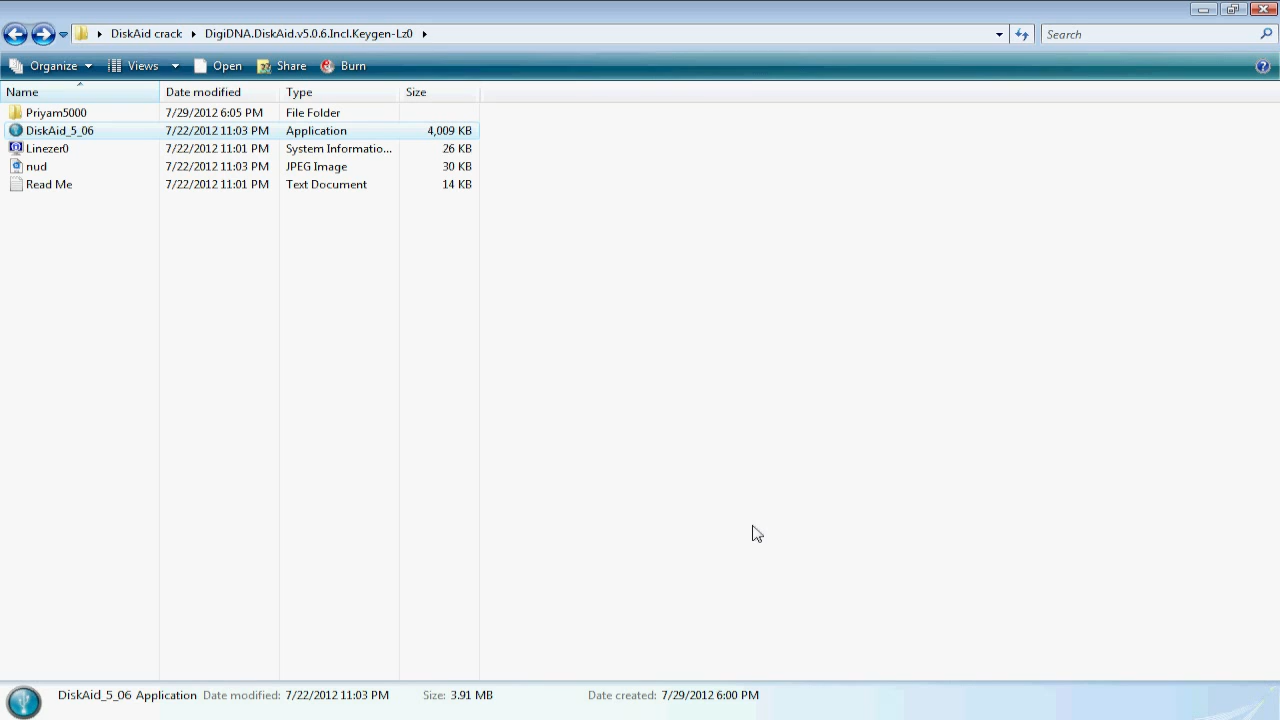 DiskAid crack DigiDNA.DiskAid.v5.0.6.Incl.Keygen-Lz0 Search
Organize Views Open Share Burn
Name Date modified Type Size
Priyam5000 7/29/2012 6:05 PM File Folder
DiskAid_5_06 7/22/2012 11:03 PM Application 4,009 KB
Linezer0 7/22/2012 11:01 PM System Informatio... 26 KB
nud 7/22/2012 11:03 PM JPEG Image 30 KB
Read Me 7/22/2012 11:01 PM Text Document 14 KB
DiskAid_5_06 Application Date modified: 7/22/2012 11:03 PM Size: 3.91 MB Date created: 7/29/2012 6:00 PM